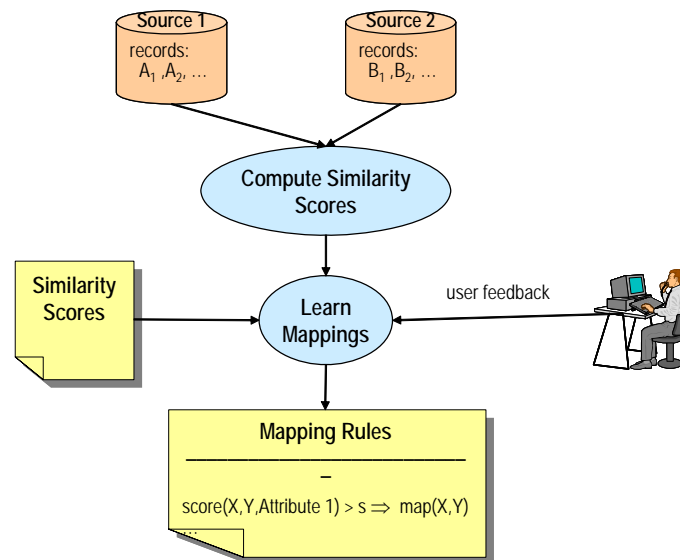 Source 1
records:
A1 ,A2, ...
Source 2
records:
B1 ,B2, ...
Compute Similarity
Scores
Similarity
Scores
Learn
Mappings
user feedback
Mapping Rules
____________________________
_
score(X,Y,Attribute 1) > s ⇒ map(X,Y)
...